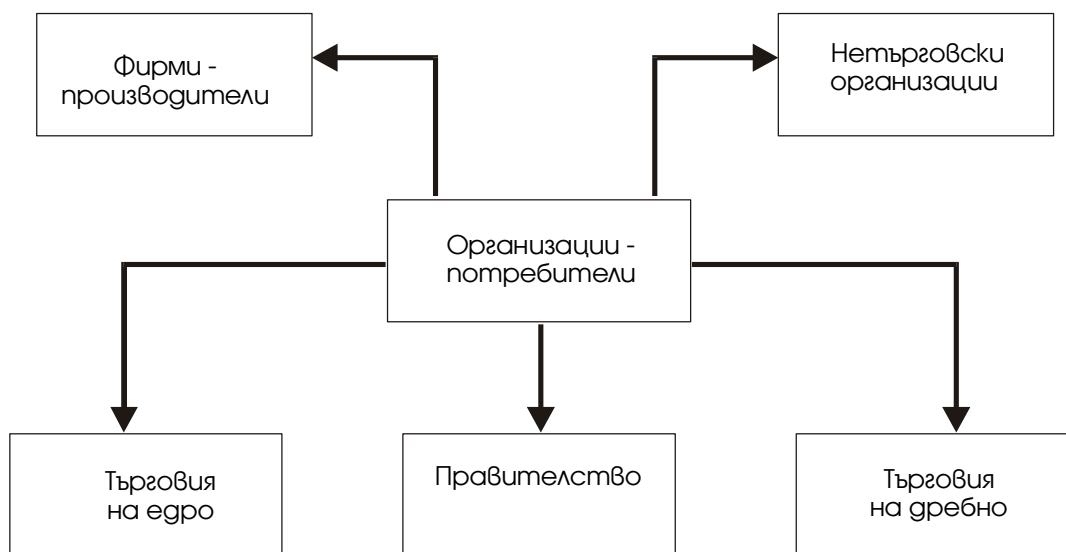 Фирми -
производители
Нетърговски
организации
Организации -
потребители
Търговия
на едро
Правителство
Търговия
на дребно